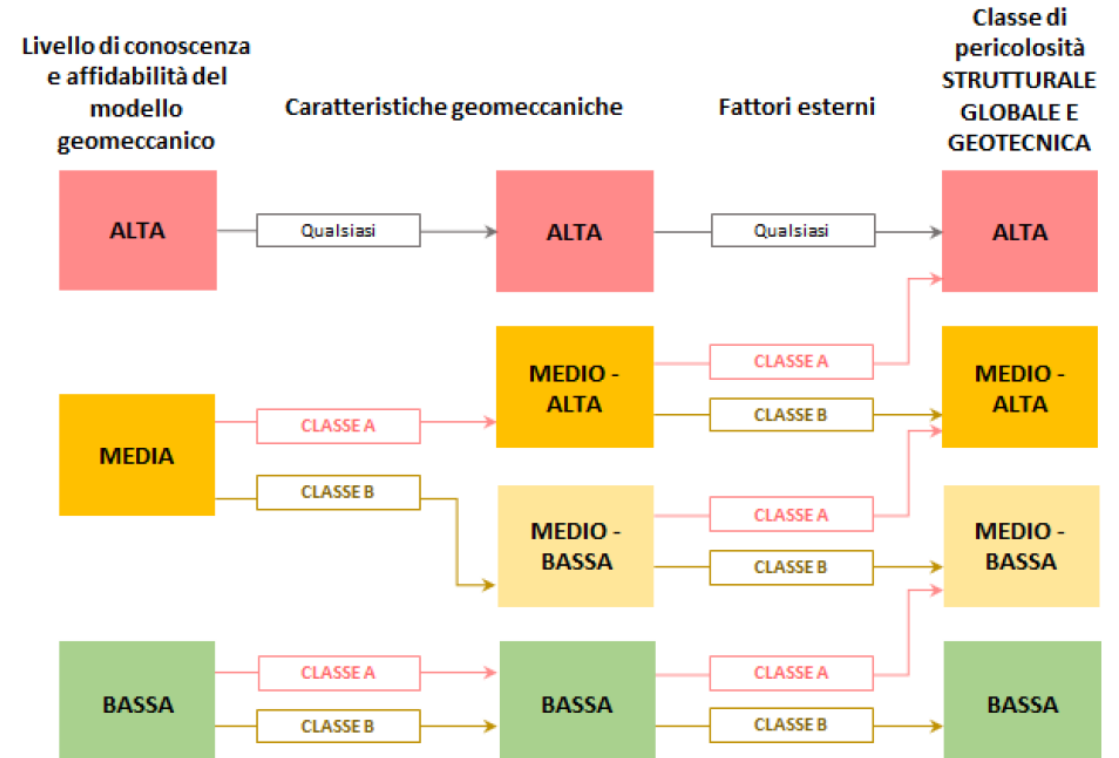 Livello di conoscenza
e affidabilità del
modello
geomeccanico
Caratteristiche geomeccaniche
Fattori esterni
Classe di
pericolosità
STRUTTURALE
GLOBALE E
GEOTECNICA
ALTA
Qualsiasi
ALTA
Qualsiasi
ALTA
MEDIO -
ALTA
CLASSE A
CLASSE B
MEDIO -
ALTA
MEDIA
CLASSE A
CLASSE B
MEDIO -
BASSA
CLASSE A
CLASSE B
MEDIO -
BASSA
BASSA
CLASSE A
CLASSE B
BASSA
CLASSE A
CLASSE B
BASSA